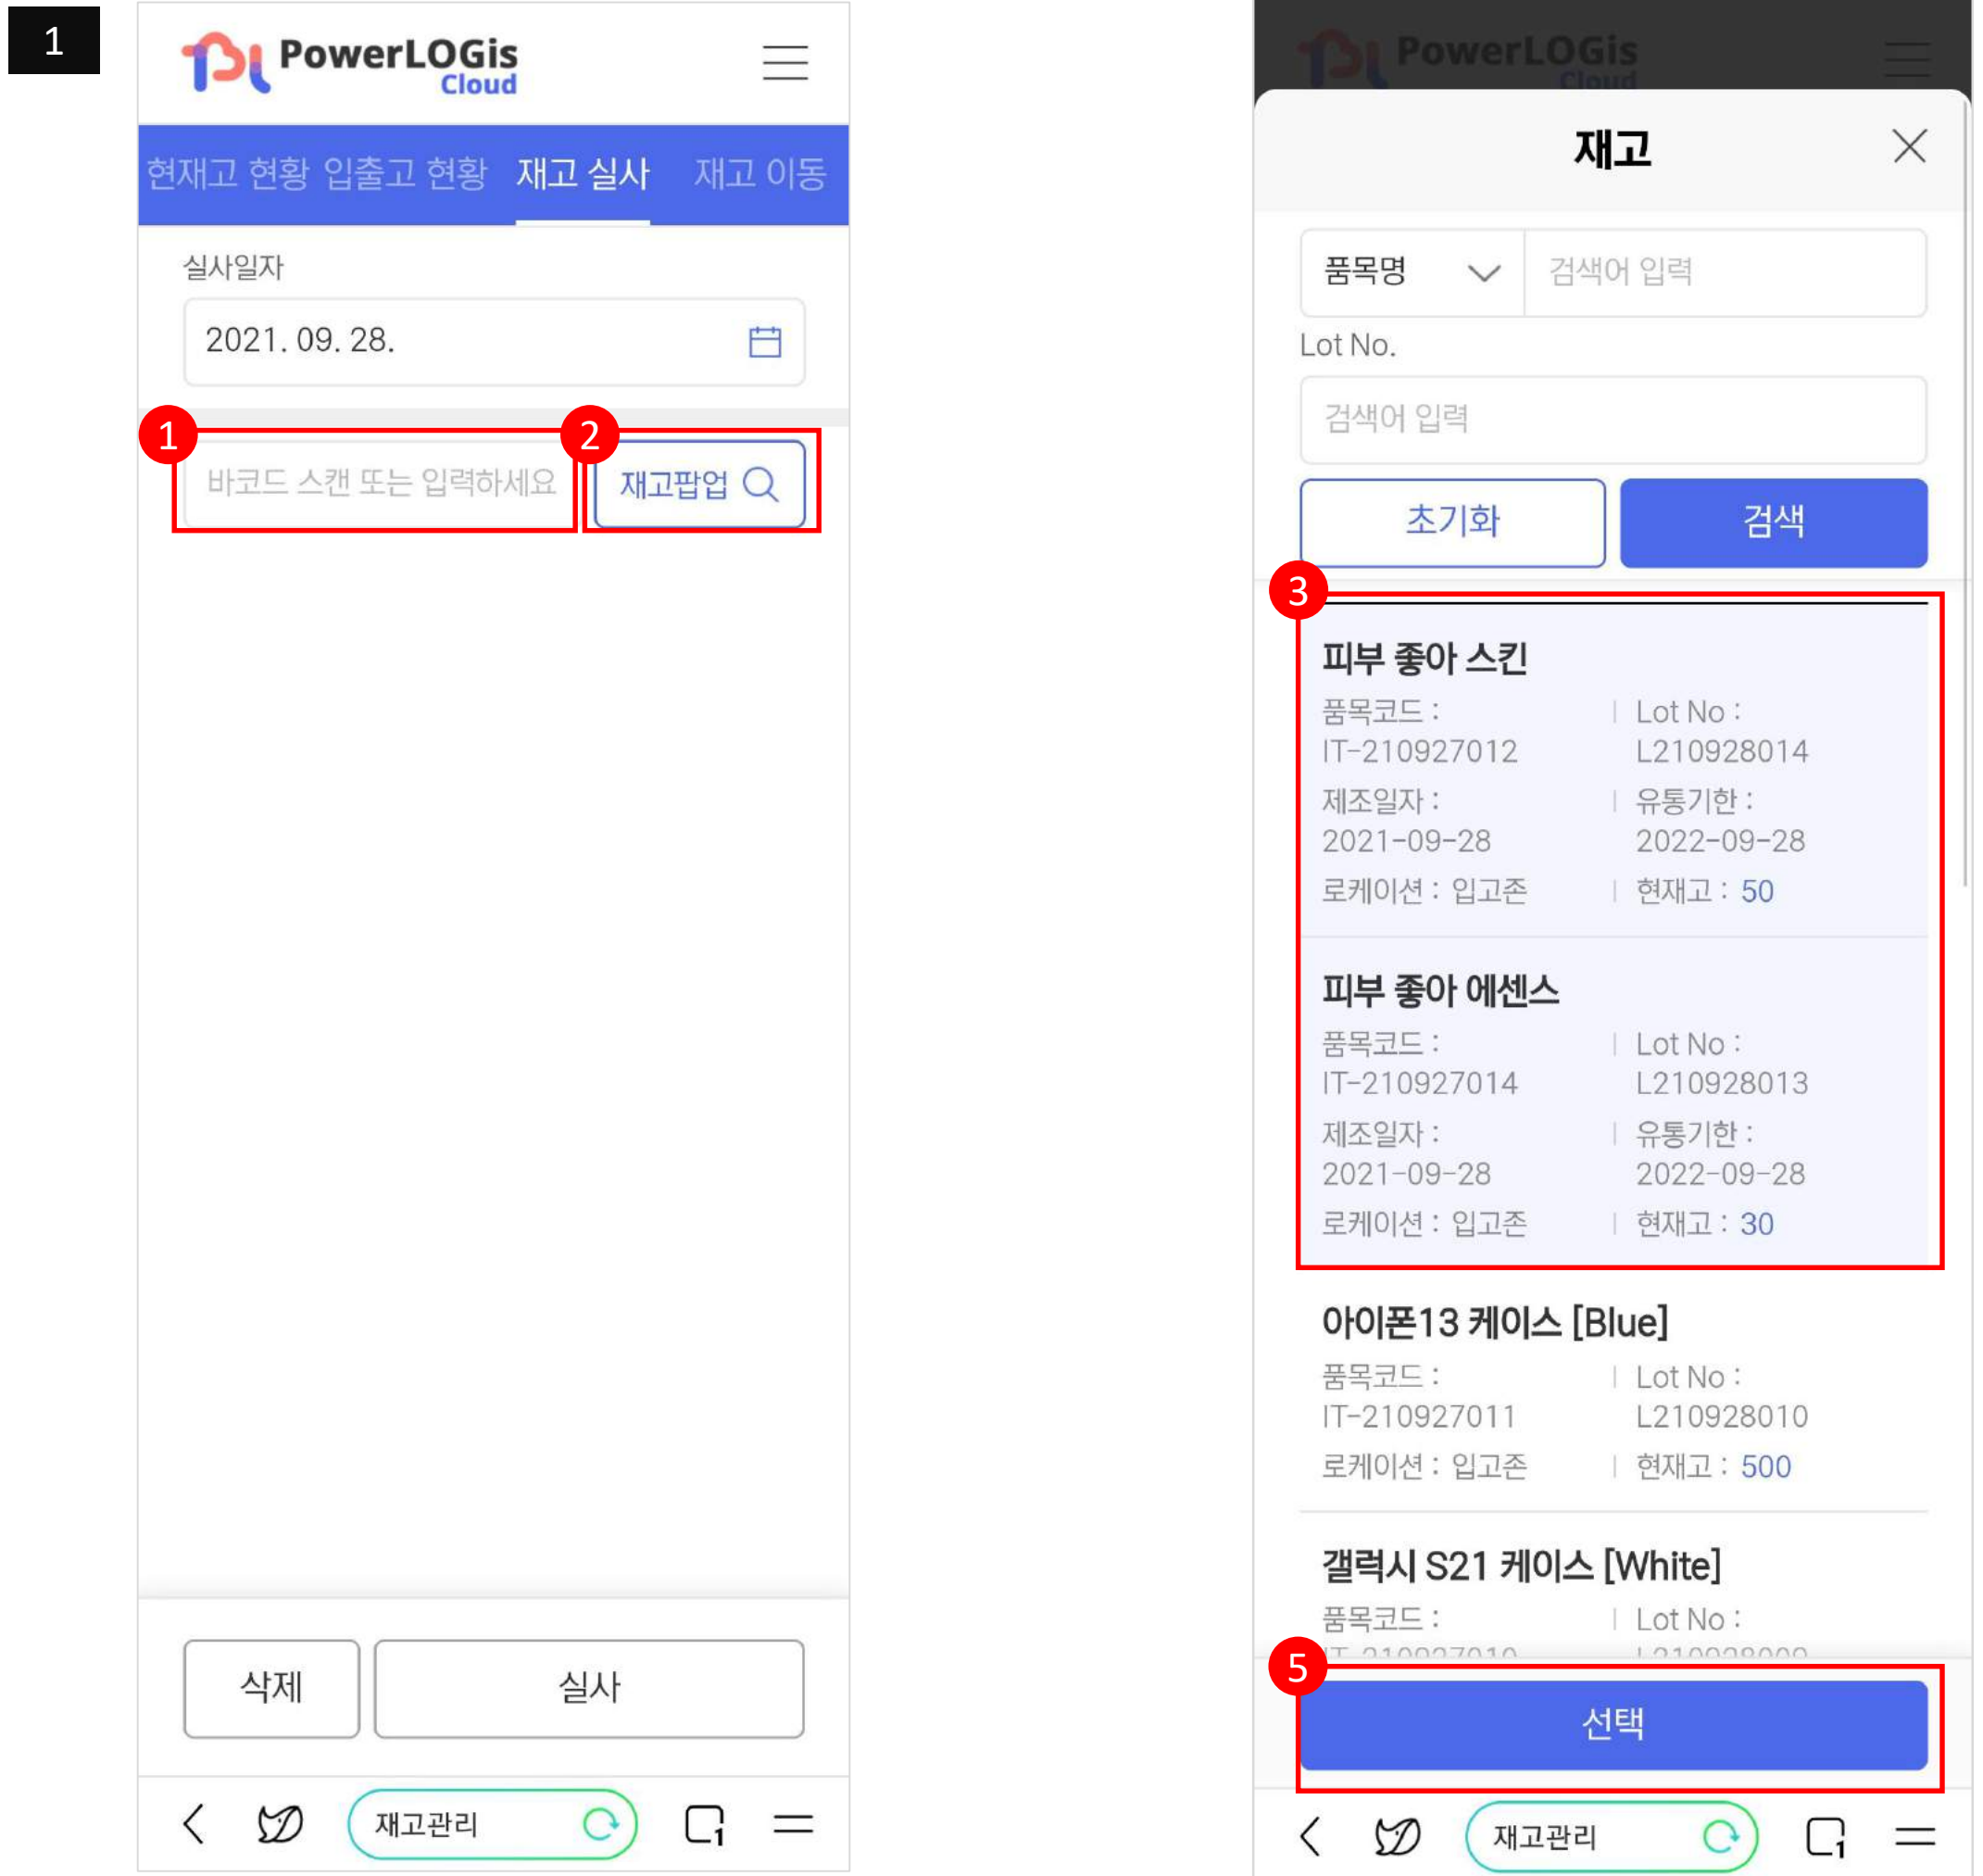 1
PowerLOGis
Cloud
현재고 현황 입출고 현황 재고 실사 재고 이동
실사일자
2021. 09. 28.
1
2
바코드 스캔 또는 입력하세요
재고팝업
삭제
실사
재고관리
1
PowerLOGis
Cloud
재고
품목명
검색어 입력
Lot No.
검색어 입력
초기화
검색
3
피부 좋아 스킨
품목코드 : | Lot No :
IT-210927012 L210928014
제조일자 : | 유통기한 :
2021-09-28 2022-09-28
로케이션 : 입고존 | 현재고 : 50
피부 좋아 에센스
품목코드 : | Lot No :
IT-210927014 L210928013
제조일자 : | 유통기한 :
2021-09-28 2022-09-28
로케이션 : 입고존 | 현재고 : 30
아이폰13 케이스 [Blue]
품목코드 : | Lot No :
IT-210927011 L210928010
로케이션 : 입고존 | 현재고 : 500
갤럭시 S21 케이스 [White]
품목코드 : | Lot No :
5
선택
재고관리
1